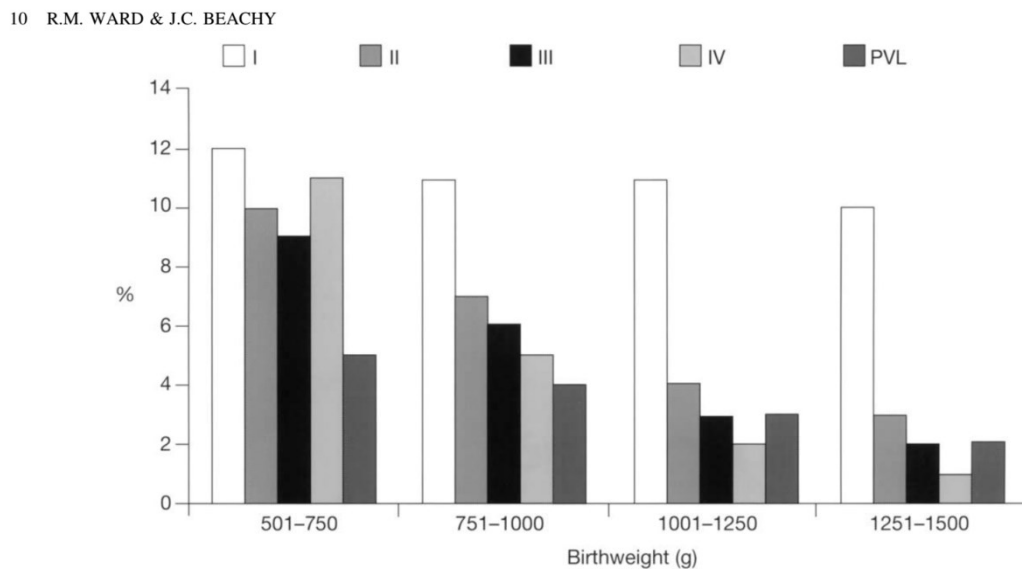 10 R.M. WARD & J.C. BEACHY
I II III IV PVL
14
12
10
8
%
6
4
2
0
501–750 751–1000 1001–1250 1251–1500
Birthweight (g)